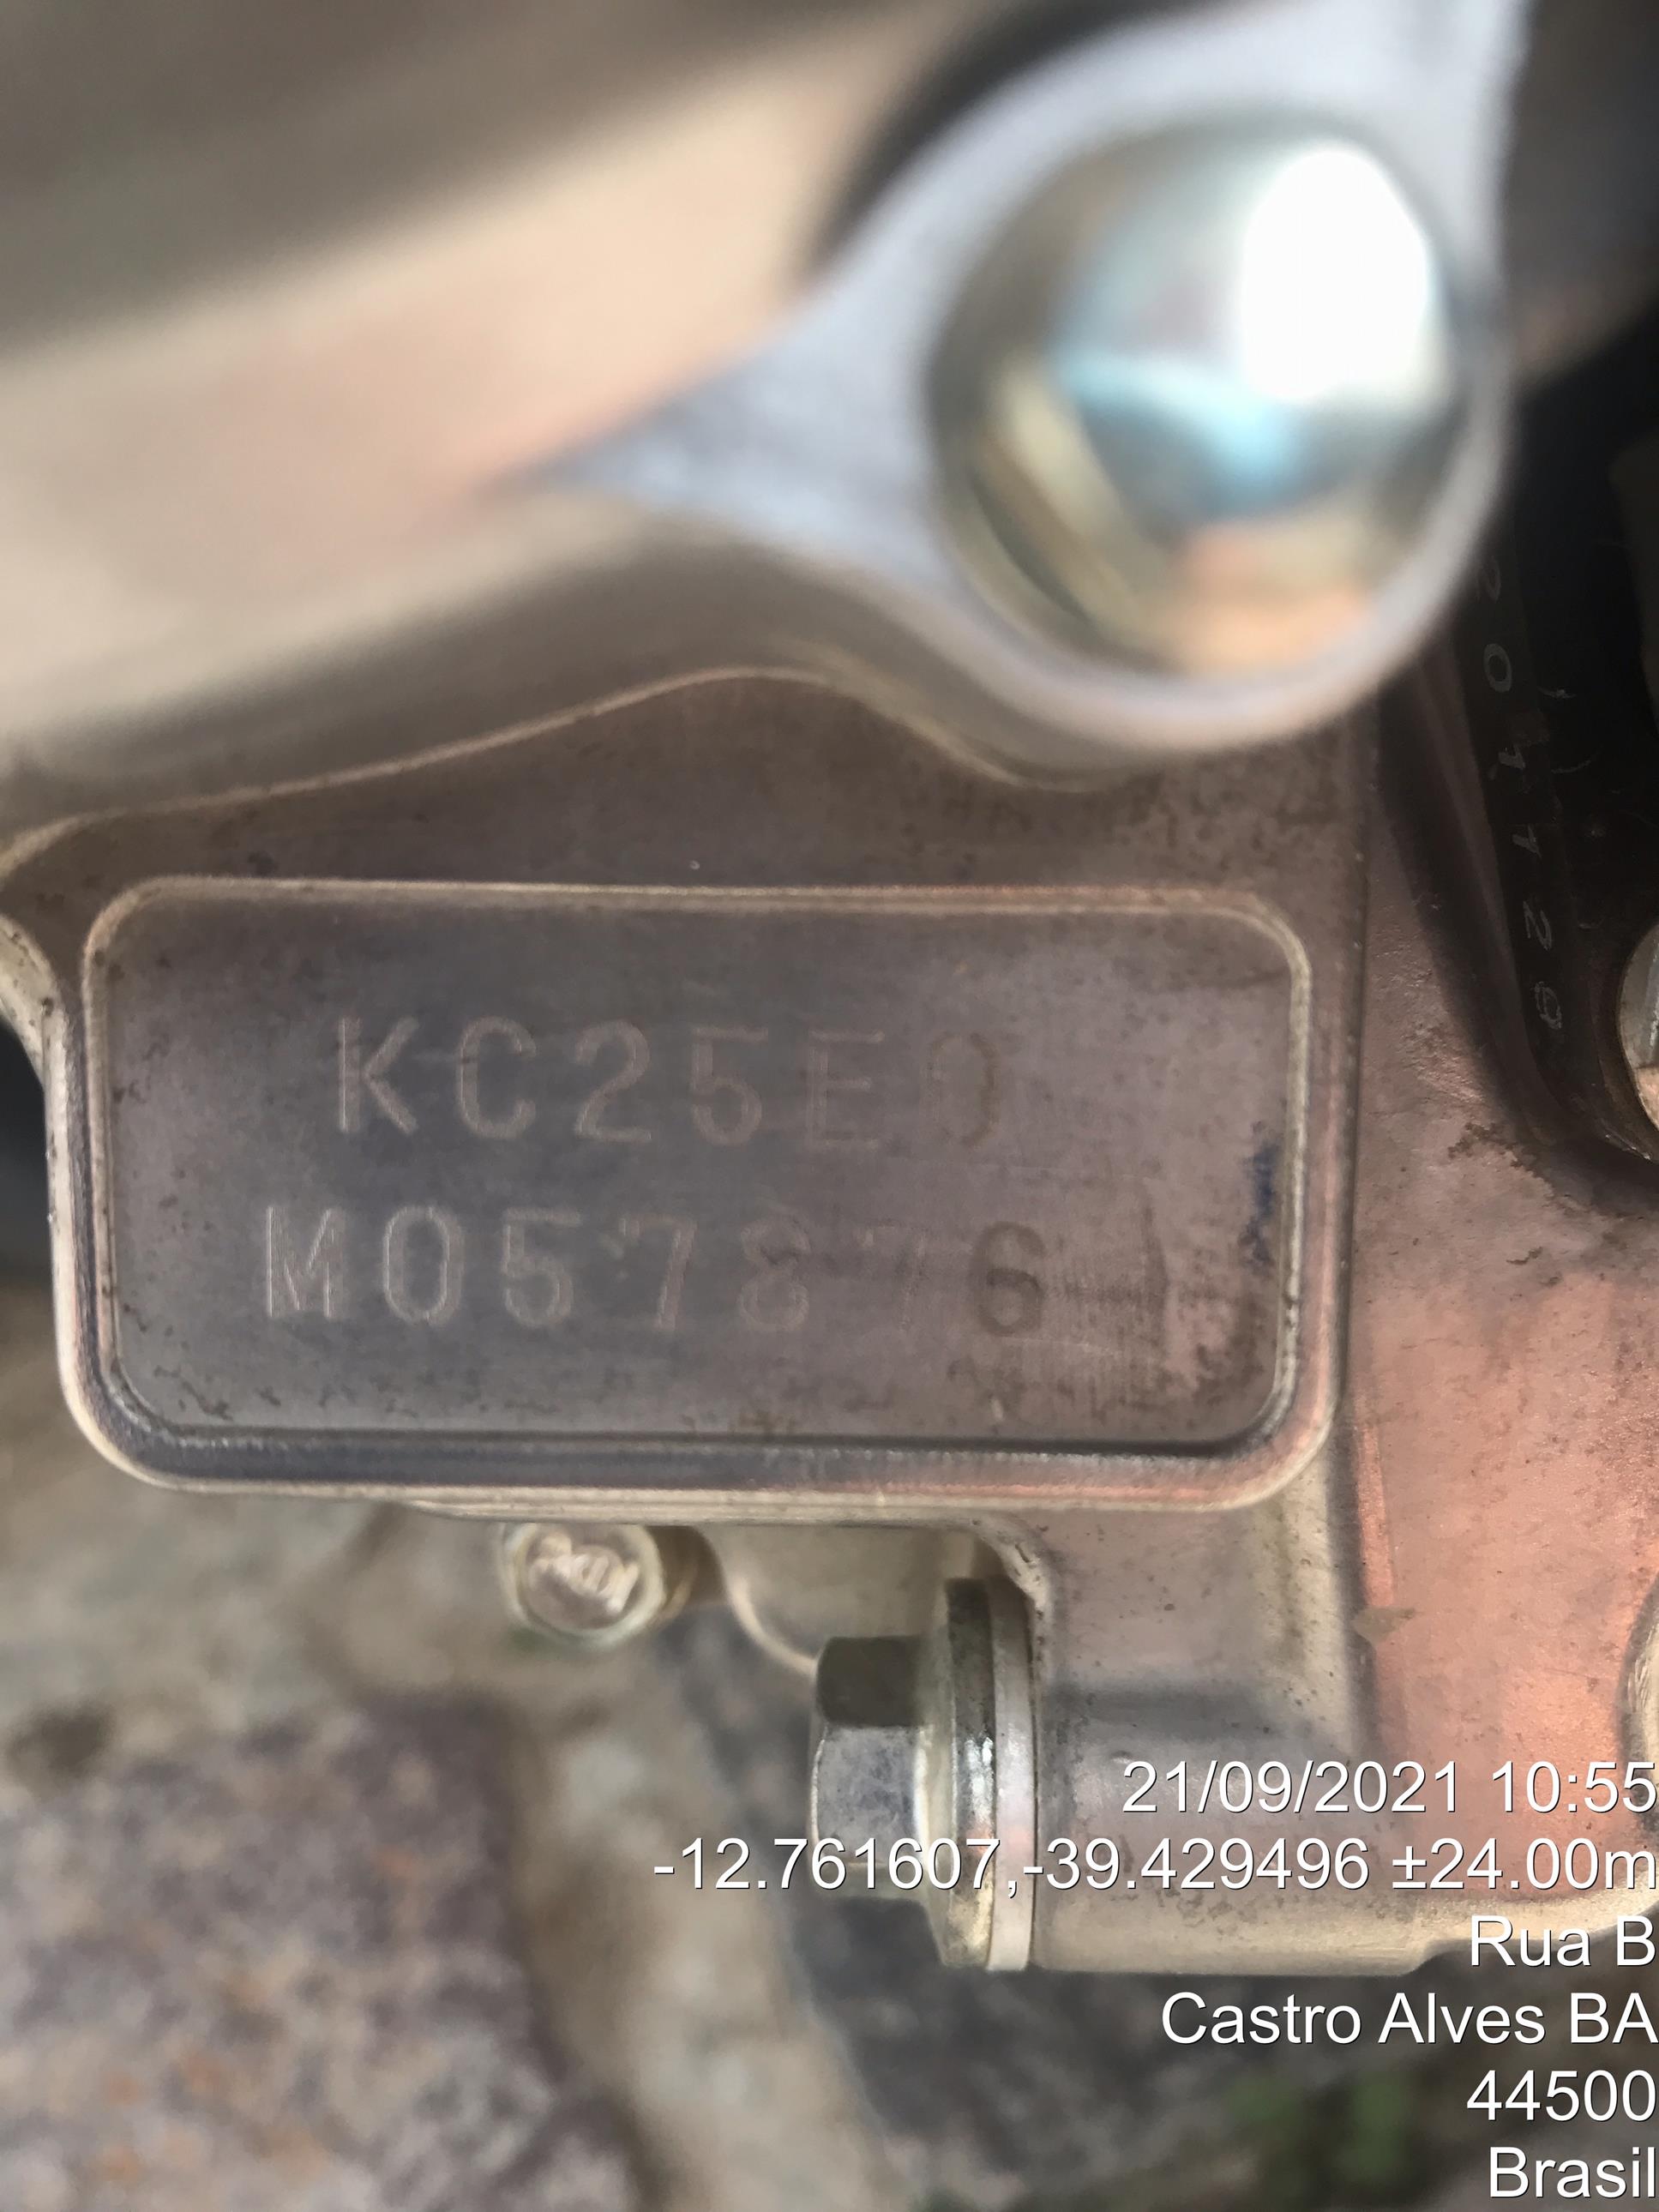 KC25E0
M057876
21/09/2021 10:55
-12.761607,-39.429496 ±24.00m
Rua B
Castro Alves BA
44500
Brasil